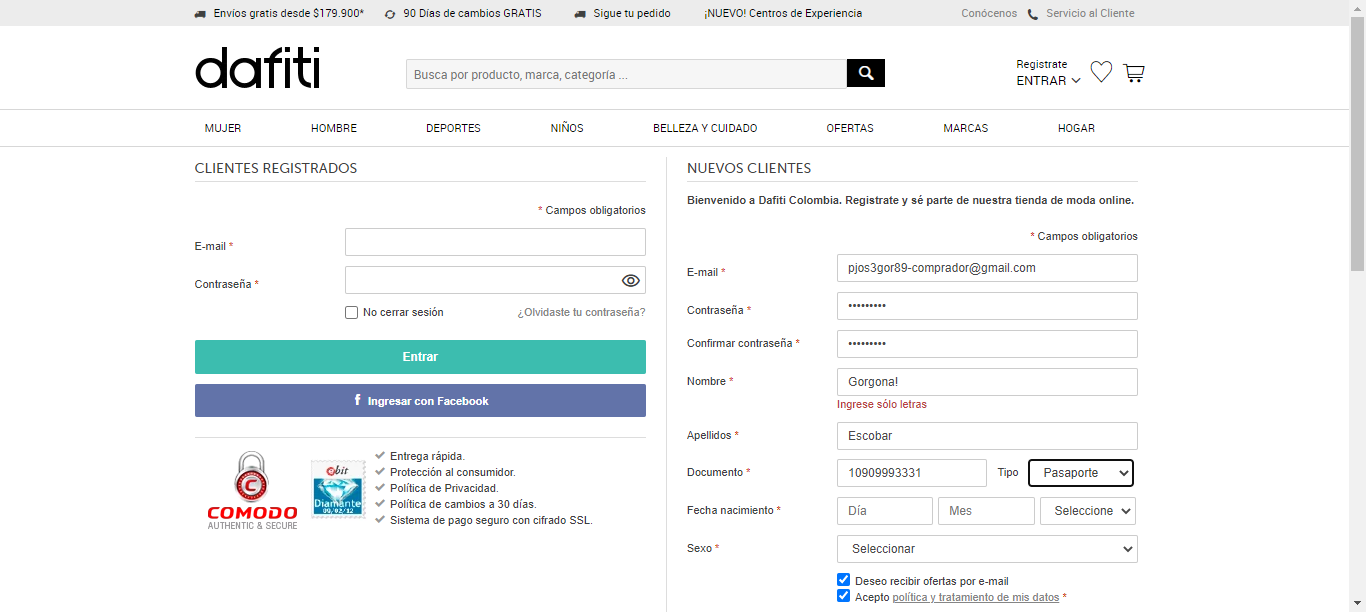 Envíos gratis desde $179.900* 90 Días de cambios GRATIS Sigue tu pedido ¡NUEVO! Centros de Experiencia Conócenos Servicio al Cliente
dafiti
Busca por producto, marca, categoría ...
Registrate
ENTRAR
MUJER HOMBRE DEPORTES NIÑOS BELLEZA Y CUIDADO OFERTAS MARCAS HOGAR
CLIENTES REGISTRADOS
* Campos obligatorios
E-mail *
Contraseña *
No cerrar sesión ¿Olvidaste tu contraseña?
Entrar
f Ingresar con Facebook
C
COMODO
AUTHENTIC & SECURE
ebit
Diamante
09/02/12
Entrega rápida.
Protección al consumidor.
Política de Privacidad.
Política de cambios a 30 días.
Sistema de pago seguro con cifrado SSL.
NUEVOS CLIENTES
Bienvenido a Dafiti Colombia. Registrate y sé parte de nuestra tienda de moda online.
* Campos obligatorios
E-mail * pjos3gor89-comprador@gmail.com
Contraseña * •••••••••
Confirmar contraseña * •••••••••
Nombre * Gorgona!
Ingrese sólo letras
Apellidos * Escobar
Documento * 10909993331 Tipo Pasaporte
Fecha nacimiento * Día Mes Seleccione
Sexo * Seleccionar
Deseo recibir ofertas por e-mail
Acepto política y tratamiento de mis datos *